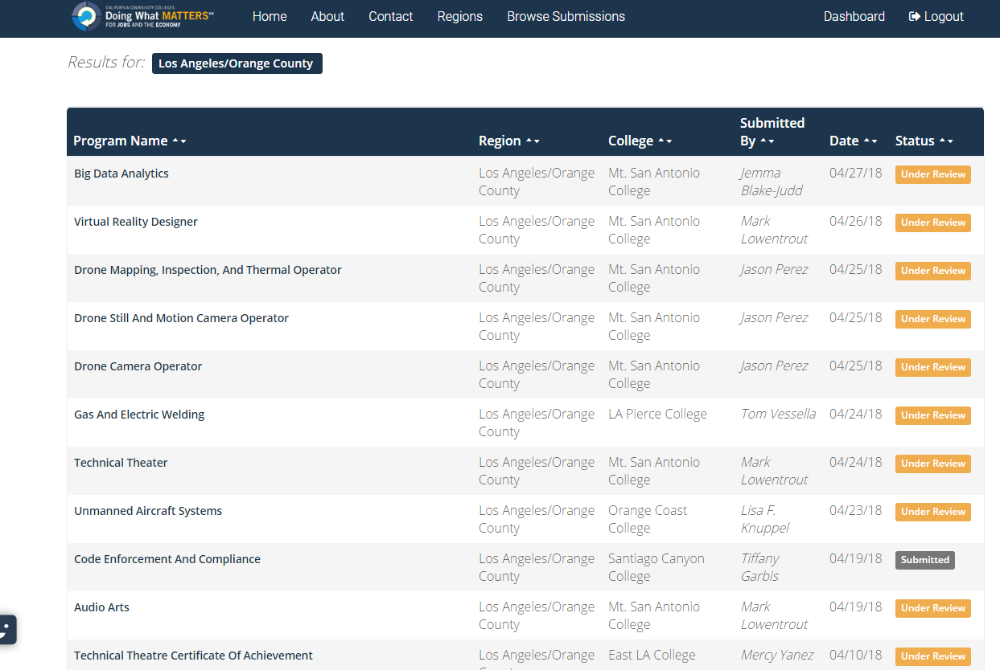 CALIFORNIA COMMUNITY COLLEGES
Doing What MATTERS™
FOR JOBS AND THE ECONOMY
Home About Contact Regions Browse Submissions Dashboard Logout
Results for: Los Angeles/Orange County
Submitted
Program Name Region College By Date Status
Big Data Analytics Los Angeles/Orange Mt. San Antonio Jemma 04/27/18 Under Review
County College Blake-Judd
Virtual Reality Designer Los Angeles/Orange Mt. San Antonio Mark 04/26/18 Under Review
County College Lowentrout
Drone Mapping, Inspection, And Thermal Operator Los Angeles/Orange Mt. San Antonio Jason Perez 04/25/18 Under Review
County College
Drone Still And Motion Camera Operator Los Angeles/Orange Mt. San Antonio Jason Perez 04/25/18 Under Review
County College
Drone Camera Operator Los Angeles/Orange Mt. San Antonio Jason Perez 04/25/18 Under Review
County College
Gas And Electric Welding Los Angeles/Orange LA Pierce College Tom Vessella 04/24/18 Under Review
County
Technical Theater Los Angeles/Orange Mt. San Antonio Mark 04/24/18 Under Review
County College Lowentrout
Unmanned Aircraft Systems Los Angeles/Orange Orange Coast Lisa F. 04/23/18 Under Review
County College Knuppel
Code Enforcement And Compliance Los Angeles/Orange Santiago Canyon Tiffany 04/19/18 Submitted
County College Garbis
Audio Arts Los Angeles/Orange Mt. San Antonio Mark 04/19/18 Under Review
County College Lowentrout
Technical Theatre Certificate Of Achievement Los Angeles/Orange East LA College Mercy Yanez 04/10/18 Under Review